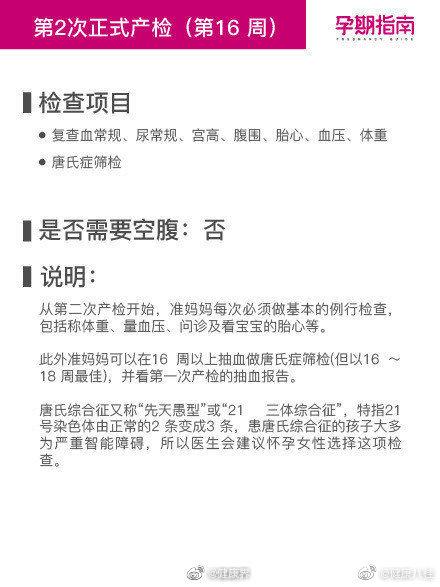 第2次正式产检（第16 周）
孕期指南
PREGNANCY GUIDE
检查项目
● 复查血常规、尿常规、宫高、腹围、胎心、血压、体重
● 唐氏症筛检
是否需要空腹：否
说明：
从第二次产检开始，准妈妈每次必须做基本的例行检查，
包括称体重、量血压、问诊及看宝宝的胎心等。
此外准妈妈可以在16 周以上抽血做唐氏症筛检(但以16 ～
18 周最佳)，并看第一次产检的抽血报告。
唐氏综合征又称“先天愚型”或“21 三体综合征”，特指21
号染色体由正常的2 条变成3 条，患唐氏综合征的孩子大多
为严重智能障碍，所以医生会建议怀孕女性选择这项检
查。
@健康界
@健康八佳